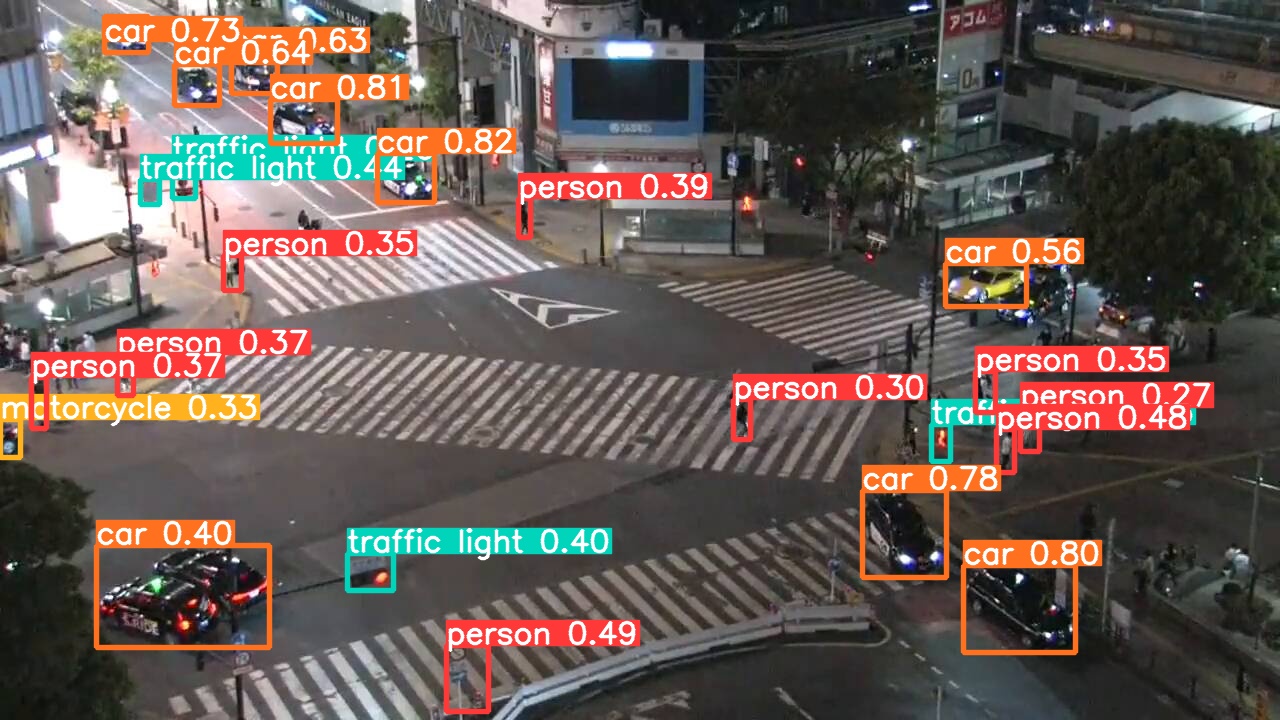 car 0.73
0.63
car 0.64
car 0.81
car 0.82
traffic light
traffic light 0.44
アコム
person 0.39
person 0.35
car 0.56
person 0.37
person 0.37
person 0.35
person 0.30
person 0.27
motorcycle 0.33
person 0.48
car 0.78
car 0.40
traffic light 0.40
car 0.80
S.RIDE
person 0.49